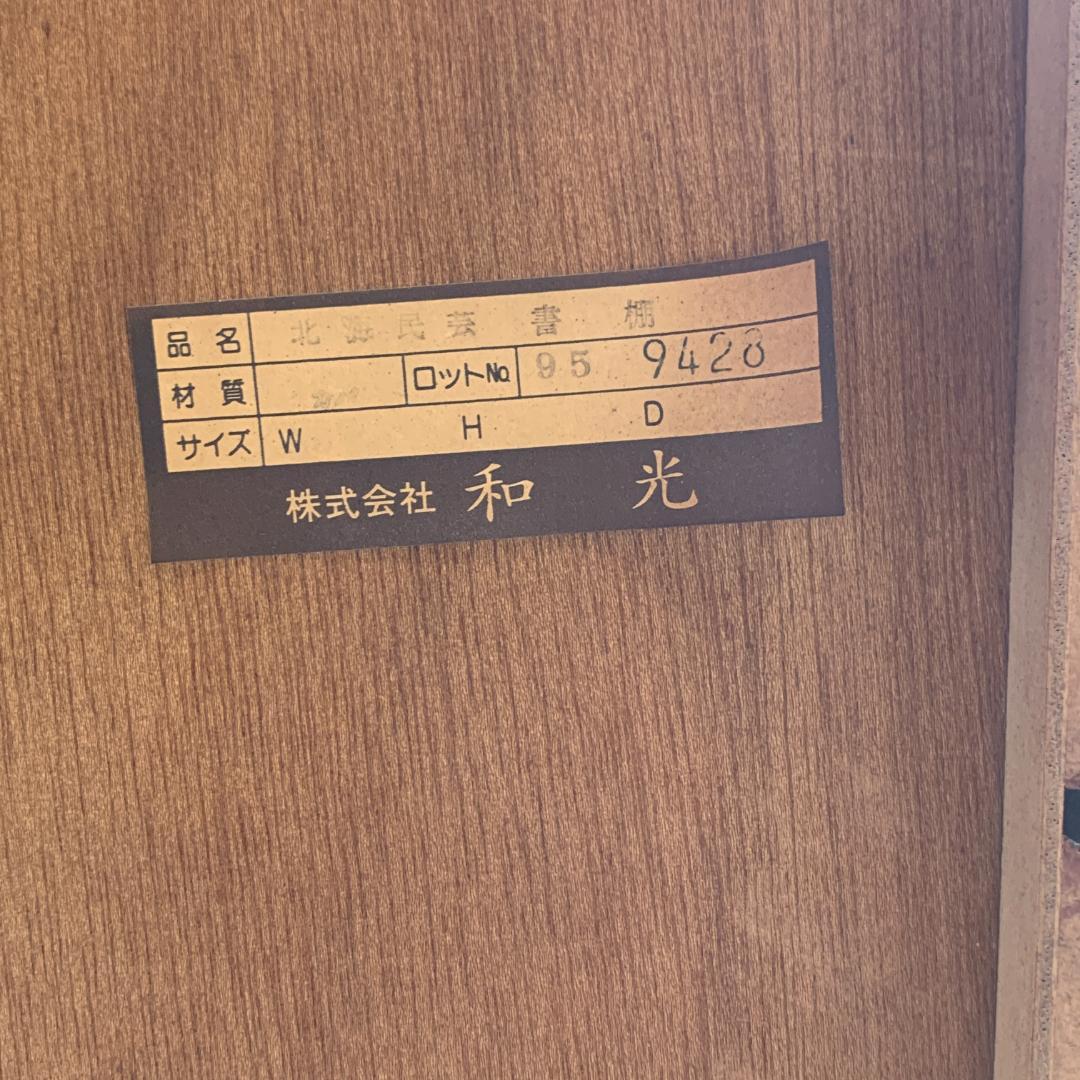 品名 北海民芸 書 棚
材質 ロットNo. 95 9428
サイズ W H D
株式会社 和 光